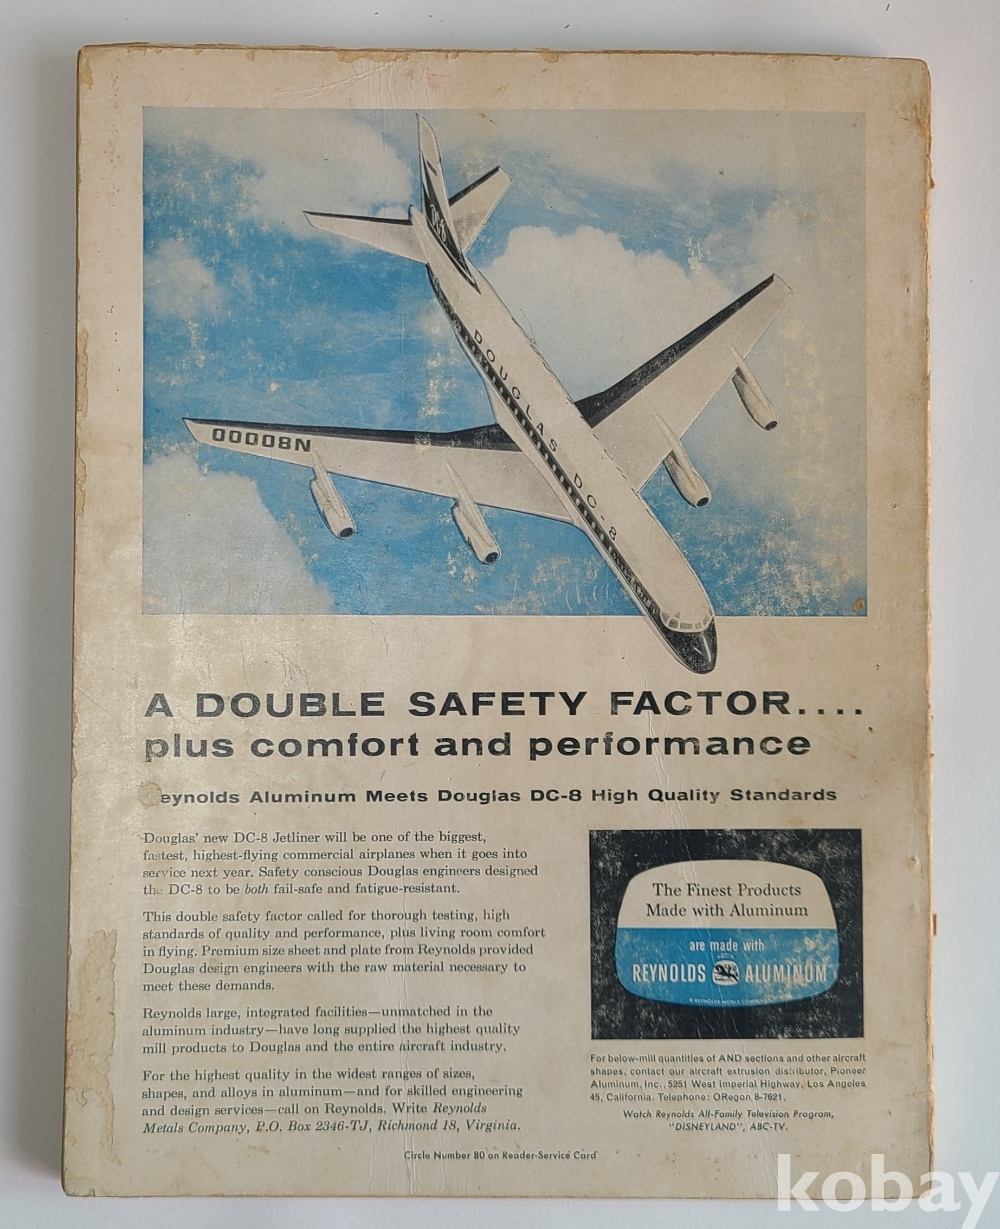 DC-8
DOUGLAS DC-8
N80000
A DOUBLE SAFETY FACTOR....
plus comfort and performance
eynolds Aluminum Meets Douglas DC-8 High Quality Standards
Douglas' new DC-8 Jetliner will be one of the biggest,
fastest, highest-flying commercial airplanes when it goes into
service next year. Safety conscious Douglas engineers designed
the DC-8 to be both fail-safe and fatigue-resistant.
This double safety factor called for thorough testing, high
standards of quality and performance, plus living room comfort
in flying. Premium size sheet and plate from Reynolds provided
Douglas design engineers with the raw material necessary to
meet these demands.
Reynolds large, integrated facilities—unmatched in the
aluminum industry—have long supplied the highest quality
mill products to Douglas and the entire aircraft industry.
For the highest quality in the widest ranges of sizes,
shapes, and alloys in aluminum—and for skilled engineering
and design services—call on Reynolds. Write Reynolds
Metals Company, P.O. Box 2346-TJ, Richmond 18, Virginia.
The Finest Products
Made with Aluminum
are made with
REYNOLDS ALUMINUM
REYNOLDS METALS COMPANY
For below-mill quantities of AND sections and other aircraft
shapes, contact our aircraft extrusion distributor, Pioneer
Aluminum, Inc., 5251 West Imperial Highway, Los Angeles
45, California. Telephone: ORegon 8-7621.
Watch Reynolds All-Family Television Program,
"DISNEYLAND", ABC-TV.
Circle Number 80 on Reader-Service Card
kobay